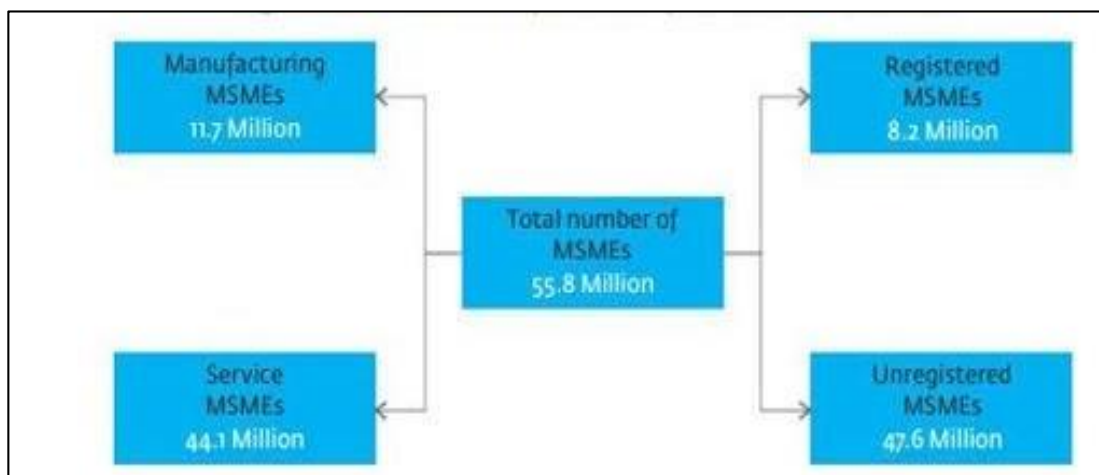 Manufacturing
MSMEs
11.7 Million
Registered
MSMEs
8.2 Million
Total number of
MSMEs
55.8 Million
Service
MSMEs
44.1 Million
Unregistered
MSMEs
47.6 Million